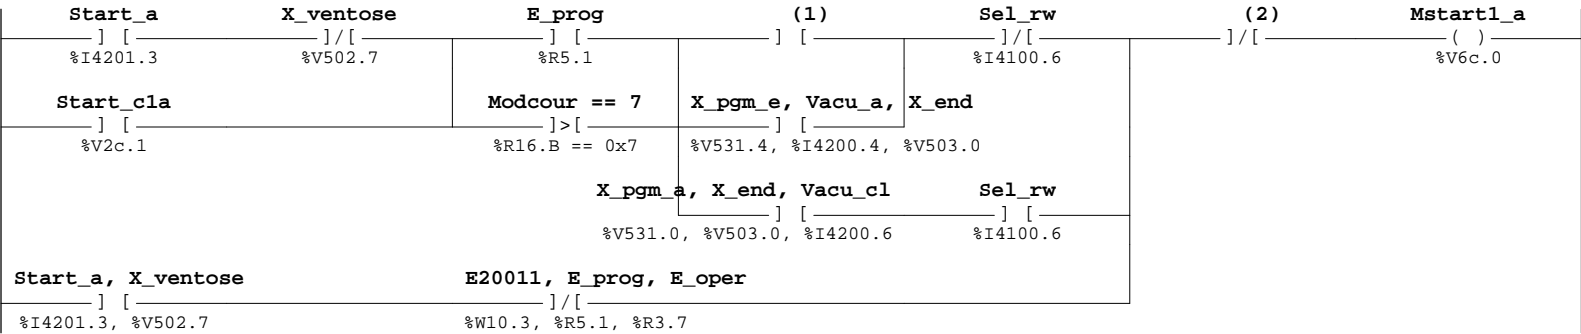 Start_a X_ventose E_prog (1) Sel_rw (2) Mstart1_a
] [ ]/[ ] [ ] [ ]/[ ]/[ ( )
%I4201.3 %V502.7 %R5.1 %I4100.6 %V6c.0
Start_c1a Modcour == 7 X_pgm_e, Vacu_a, X_end
] [ ]>[ ] [
%V2c.1 %R16.B == 0x7 %V531.4, %I4200.4, %V503.0
X_pgm_a, X_end, Vacu_cl Sel_rw
] [ ] [
%V531.0, %V503.0, %I4200.6 %I4100.6
Start_a, X_ventose E20011, E_prog, E_oper
] [ ]/[
%I4201.3, %V502.7 %W10.3, %R5.1, %R3.7